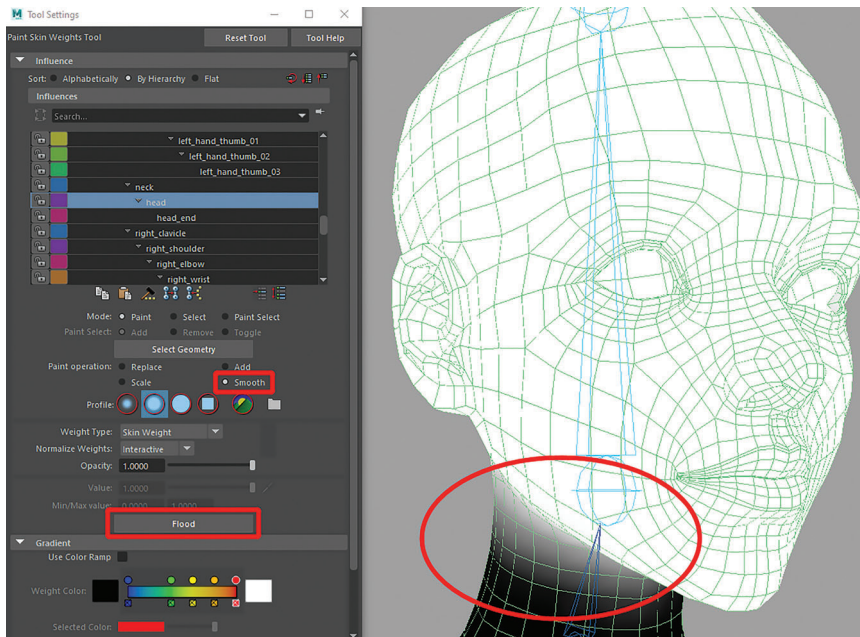 Tool Settings
Paint Skin Weights Tool Reset Tool Tool Help
Influence
Sort: Alphabetically By Hierarchy Flat
Influences
Search...
left_hand_thumb_01
left_hand_thumb_02
left_hand_thumb_03
neck
head
head_end
right_clavicle
right_shoulder
right_elbow
right_wrist
Mode: Paint Select Paint Select
Paint Select: Add Remove Toggle
Select Geometry
Paint operation: Replace Add
Scale Smooth
Profile:
Weight Type: Skin Weight
Normalize Weights: Interactive
Opacity: 1.0000
Value: 1.0000
Min/Max value: 0.0000 1.0000
Flood
Gradient
Use Color Ramp
Weight Color:
Selected Color: